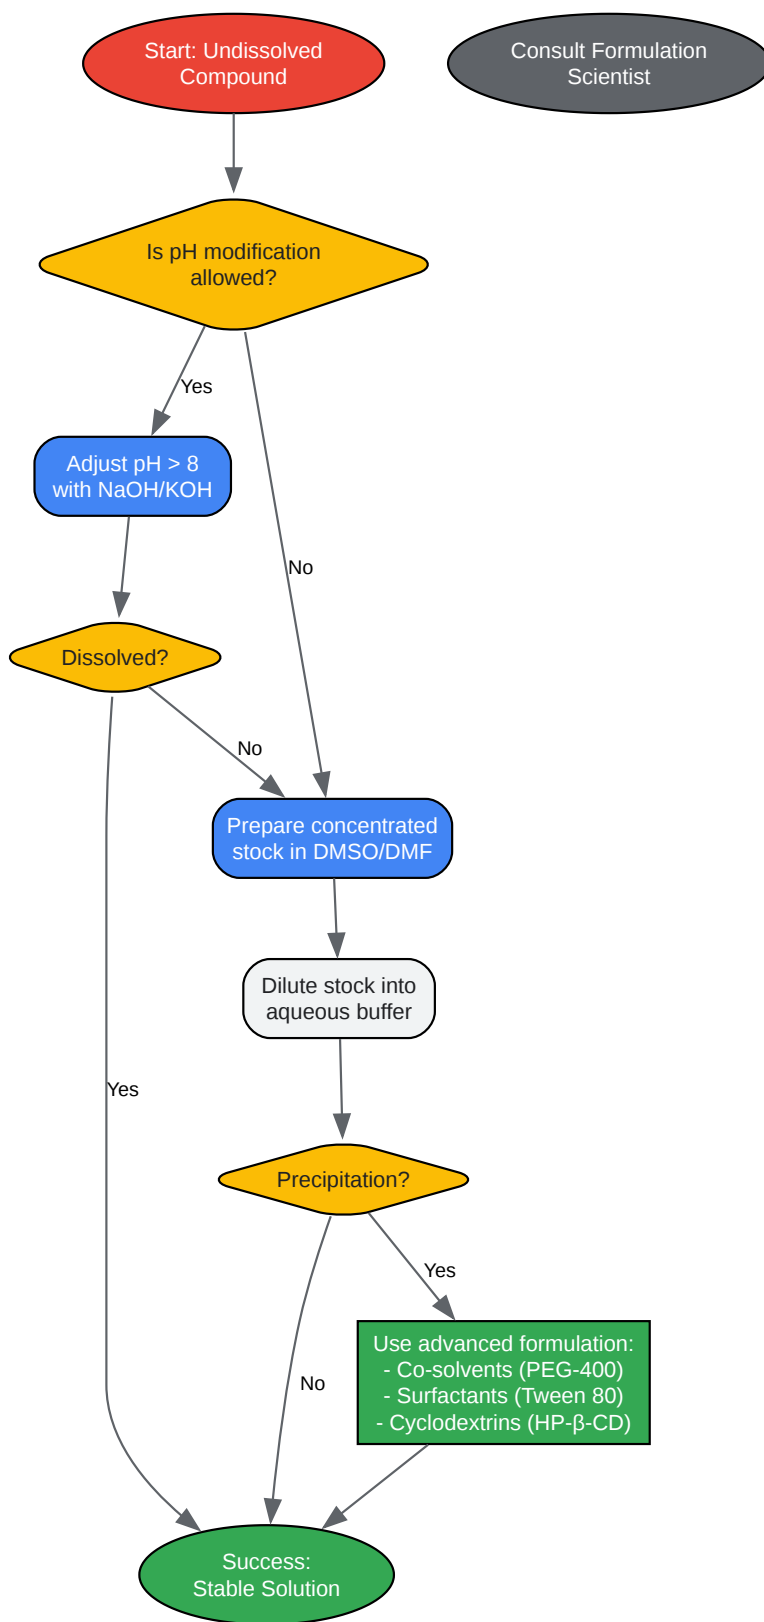 Start: Undissolved
Compound
Consult Formulation
Scientist
Is pH modification
allowed?
Yes
Adjust pH > 8
with NaOH/KOH
No
Dissolved?
No
Prepare concentrated
stock in DMSO/DMF
Dilute stock into
aqueous buffer
Yes
Precipitation?
Yes
Use advanced formulation:
- Co-solvents (PEG-400)
- Surfactants (Tween 80)
- Cyclodextrins (HP-β-CD)
No
Success:
Stable Solution